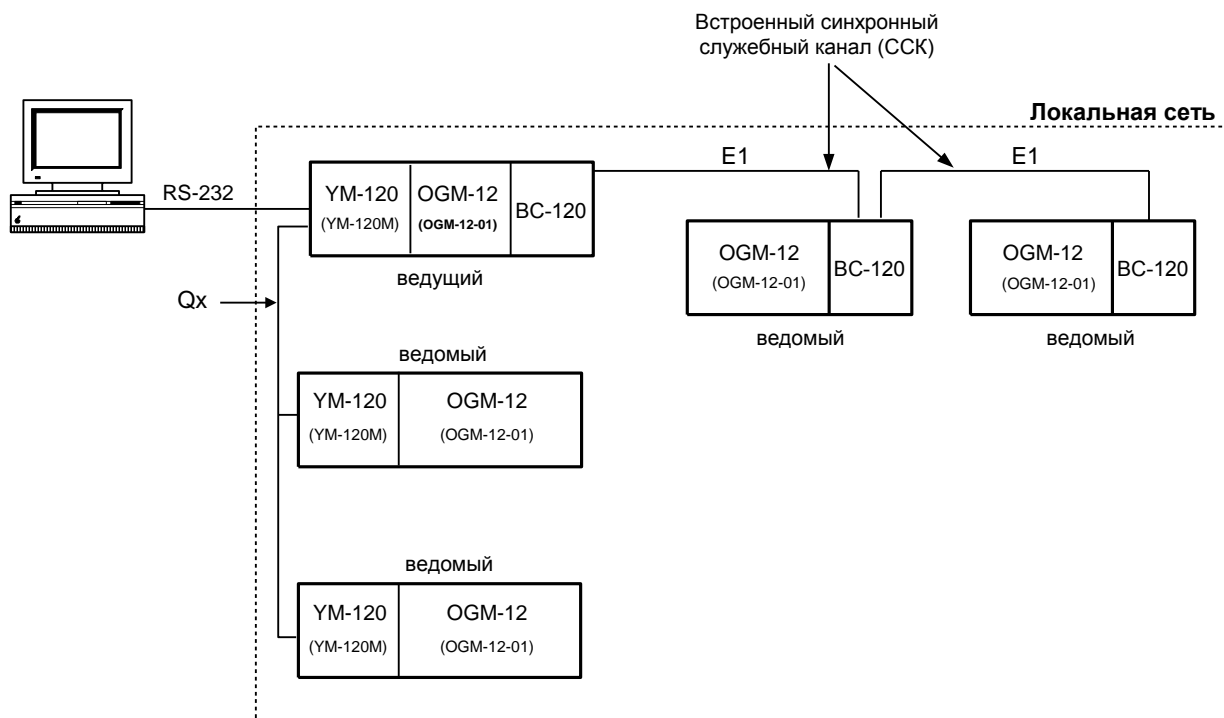 Встроенный синхронный
служебный канал (ССК)
Локальная сеть
E1
E1
RS-232
YM-120
(YM-120M)
OGM-12
(OGM-12-01)
BC-120
ведущий
OGM-12
(OGM-12-01)
BC-120
ведомый
OGM-12
(OGM-12-01)
BC-120
ведомый
Qx
ведомый
YM-120
(YM-120M)
OGM-12
(OGM-12-01)
ведомый
YM-120
(YM-120M)
OGM-12
(OGM-12-01)